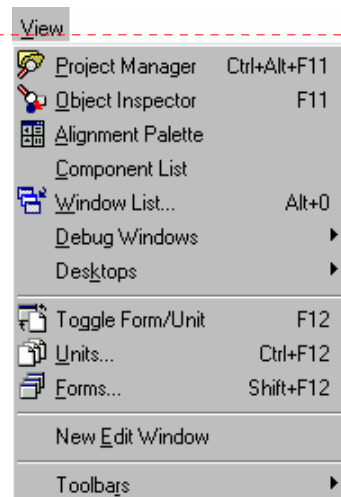 View
Project Manager Ctrl+Alt+F11
Object Inspector F11
Alignment Palette
Component List
Window List... Alt+0
Debug Windows
Desktops
Toggle Form/Unit F12
Units... Ctrl+F12
Forms... Shift+F12
New Edit Window
Toolbars